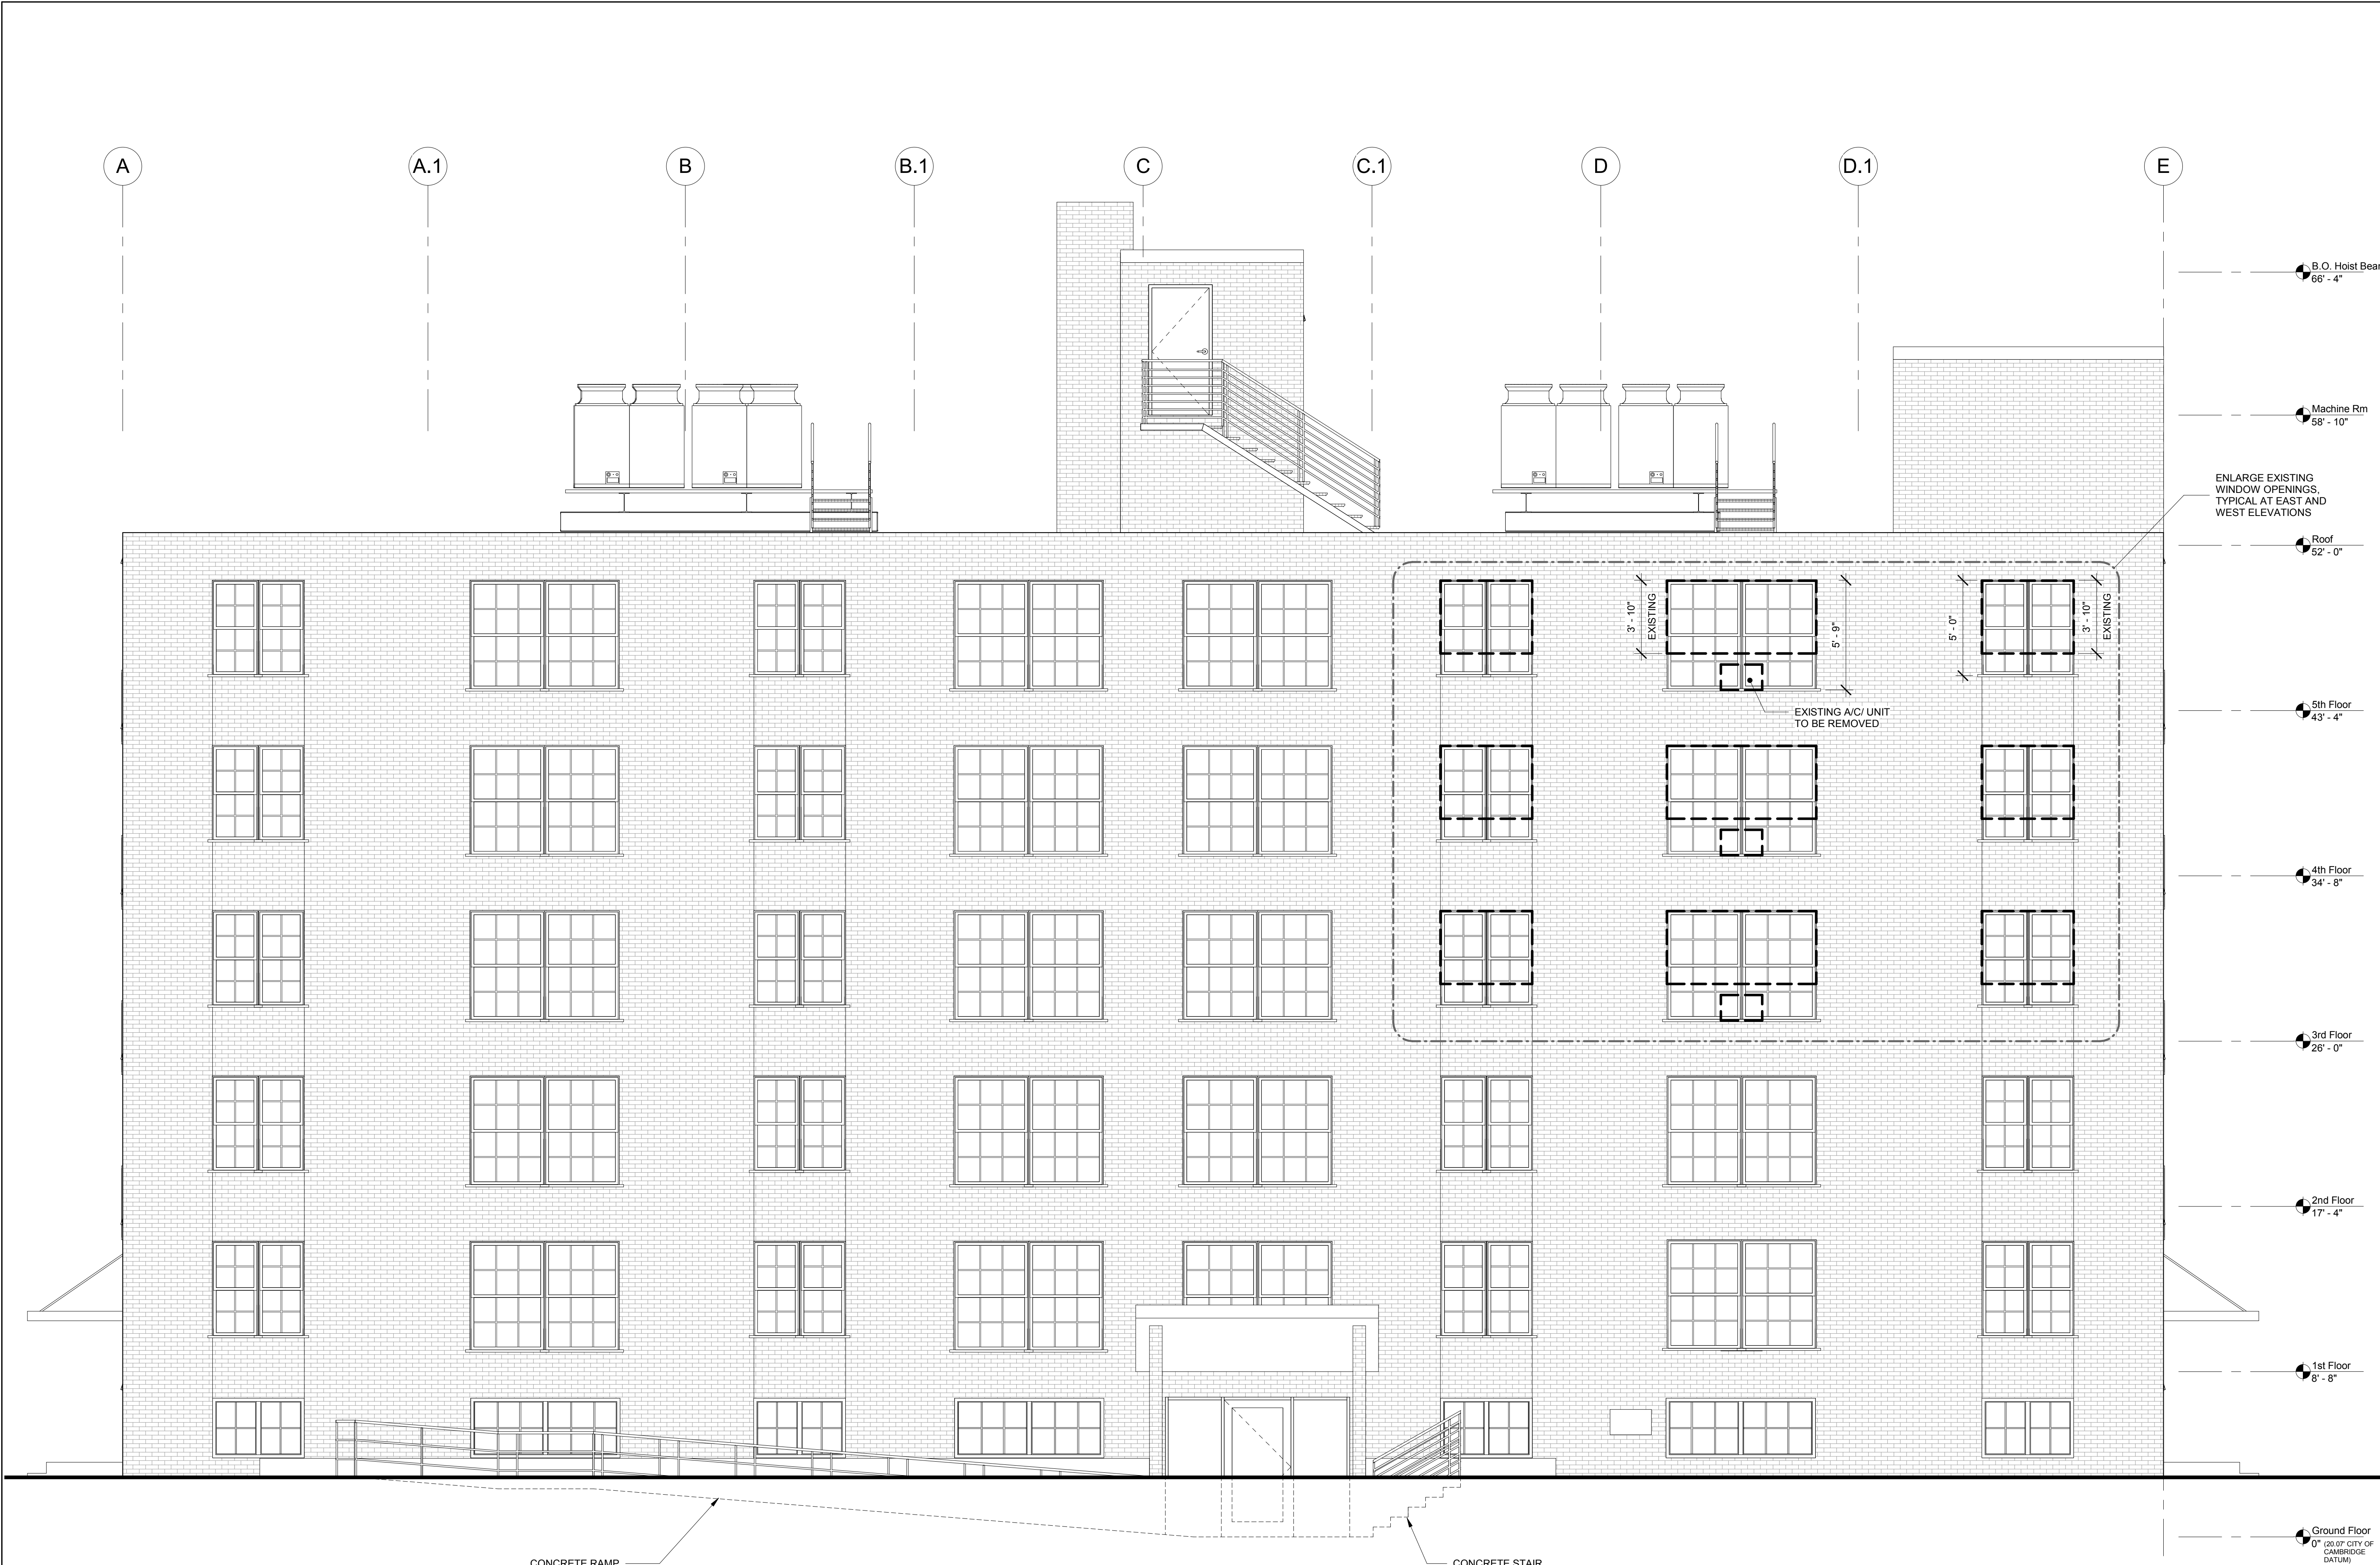 A
A.1
B
B.1
C
C.1
D
D.1
E
B.O. Hoist Bear
66' - 4"
Machine Rm
58' - 10"
ENLARGE EXISTING
WINDOW OPENINGS,
TYPICAL AT EAST AND
WEST ELEVATIONS
Roof
52' - 0"
3' - 10"
EXISTING
5' - 9"
5' - 0"
3' - 10"
EXISTING
EXISTING A/C/ UNIT
TO BE REMOVED
5th Floor
43' - 4"
4th Floor
34' - 8"
3rd Floor
26' - 0"
2nd Floor
17' - 4"
1st Floor
8' - 8"
Ground Floor
0" (20.07' CITY OF
CAMBRIDGE
DATUM)
CONCRETE RAMP
CONCRETE STAIR